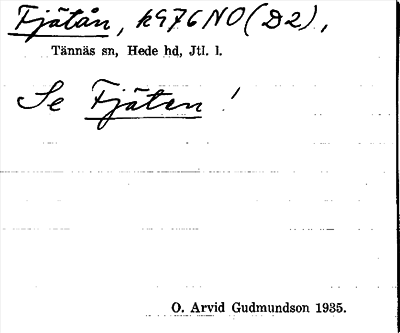 Fjätån, k976NO(D2),
Tännäs sn, Hede hd, Jtl. l.
Se Fjäten!
O. Arvid Gudmundson 1935.